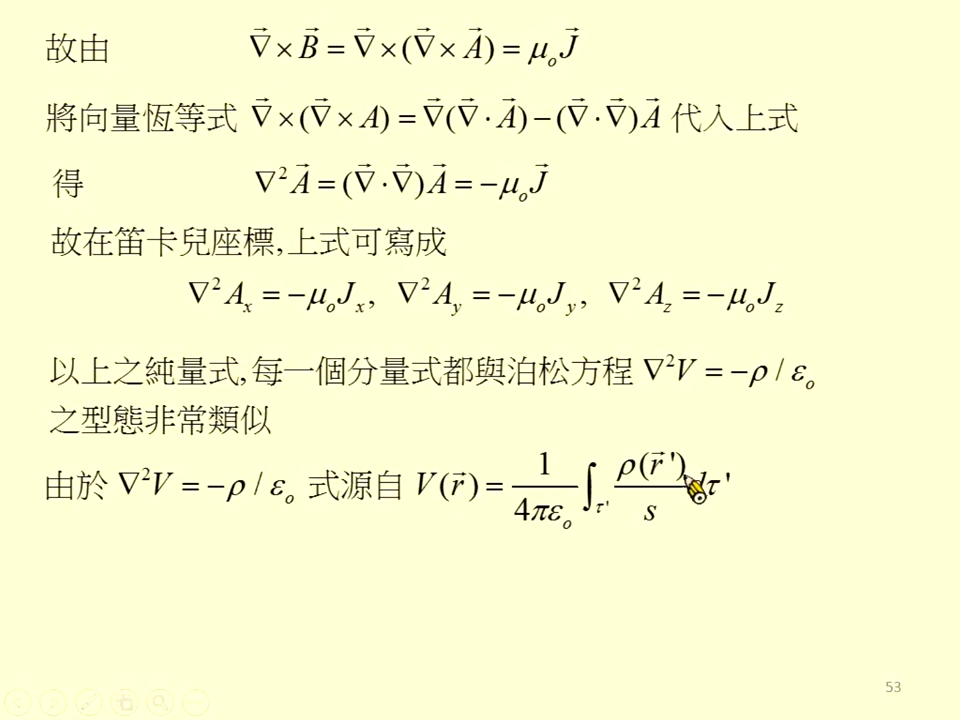 故由 ∇⃗ × B⃗ = ∇⃗ × (∇⃗ × A⃗) = μₒJ⃗
將向量恆等式 ∇⃗ × (∇⃗ × A) = ∇⃗(∇⃗ · A⃗) − (∇⃗ · ∇⃗)A⃗ 代入上式
得 ∇²A⃗ = (∇⃗ · ∇⃗)A⃗ = −μₒJ⃗
故在笛卡兒座標,上式可寫成
∇²Aₓ = −μₒJₓ, ∇²A_y = −μₒJ_y, ∇²A_z = −μₒJ_z
以上之純量式,每一個分量式都與泊松方程 ∇²V = −ρ / εₒ
之型態非常類似
由於 ∇²V = −ρ / εₒ 式源自 V(r⃗) = 1/(4πεₒ) ∫_τ' ρ(r⃗ ')/s dτ '
53